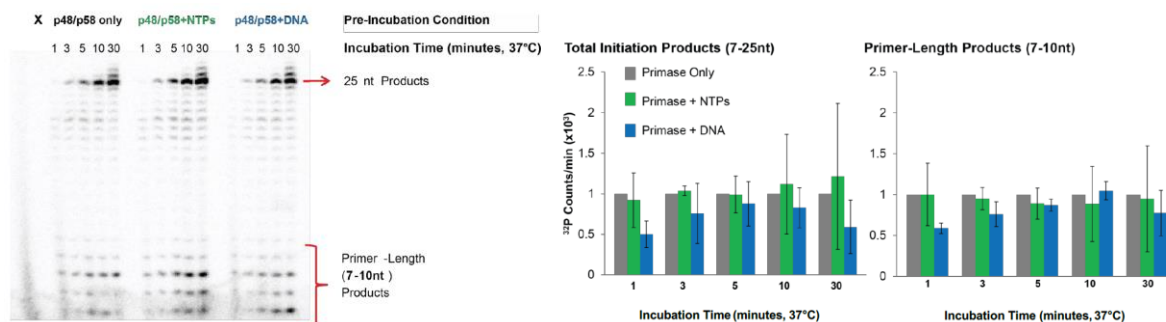 X p48/p58 only p48/p58+NTPs p48/p58+DNA Pre-Incubation Condition
1 3 5 10 30 1 3 5 10 30 1 3 5 10 30 Incubation Time (minutes, 37°C)
25 nt Products
Primer -Length
(7-10nt )
Products
Total Initiation Products (7-25nt)
Primase Only
Primase + NTPs
Primase + DNA
³²P Counts/min (x10³)
2.5
2
1.5
1
0.5
0
1 3 5 10 30
Incubation Time (minutes, 37°C)
Primer-Length Products (7-10nt)
2.5
2
1.5
1
0.5
0
1 3 5 10 30
Incubation Time (minutes, 37°C)